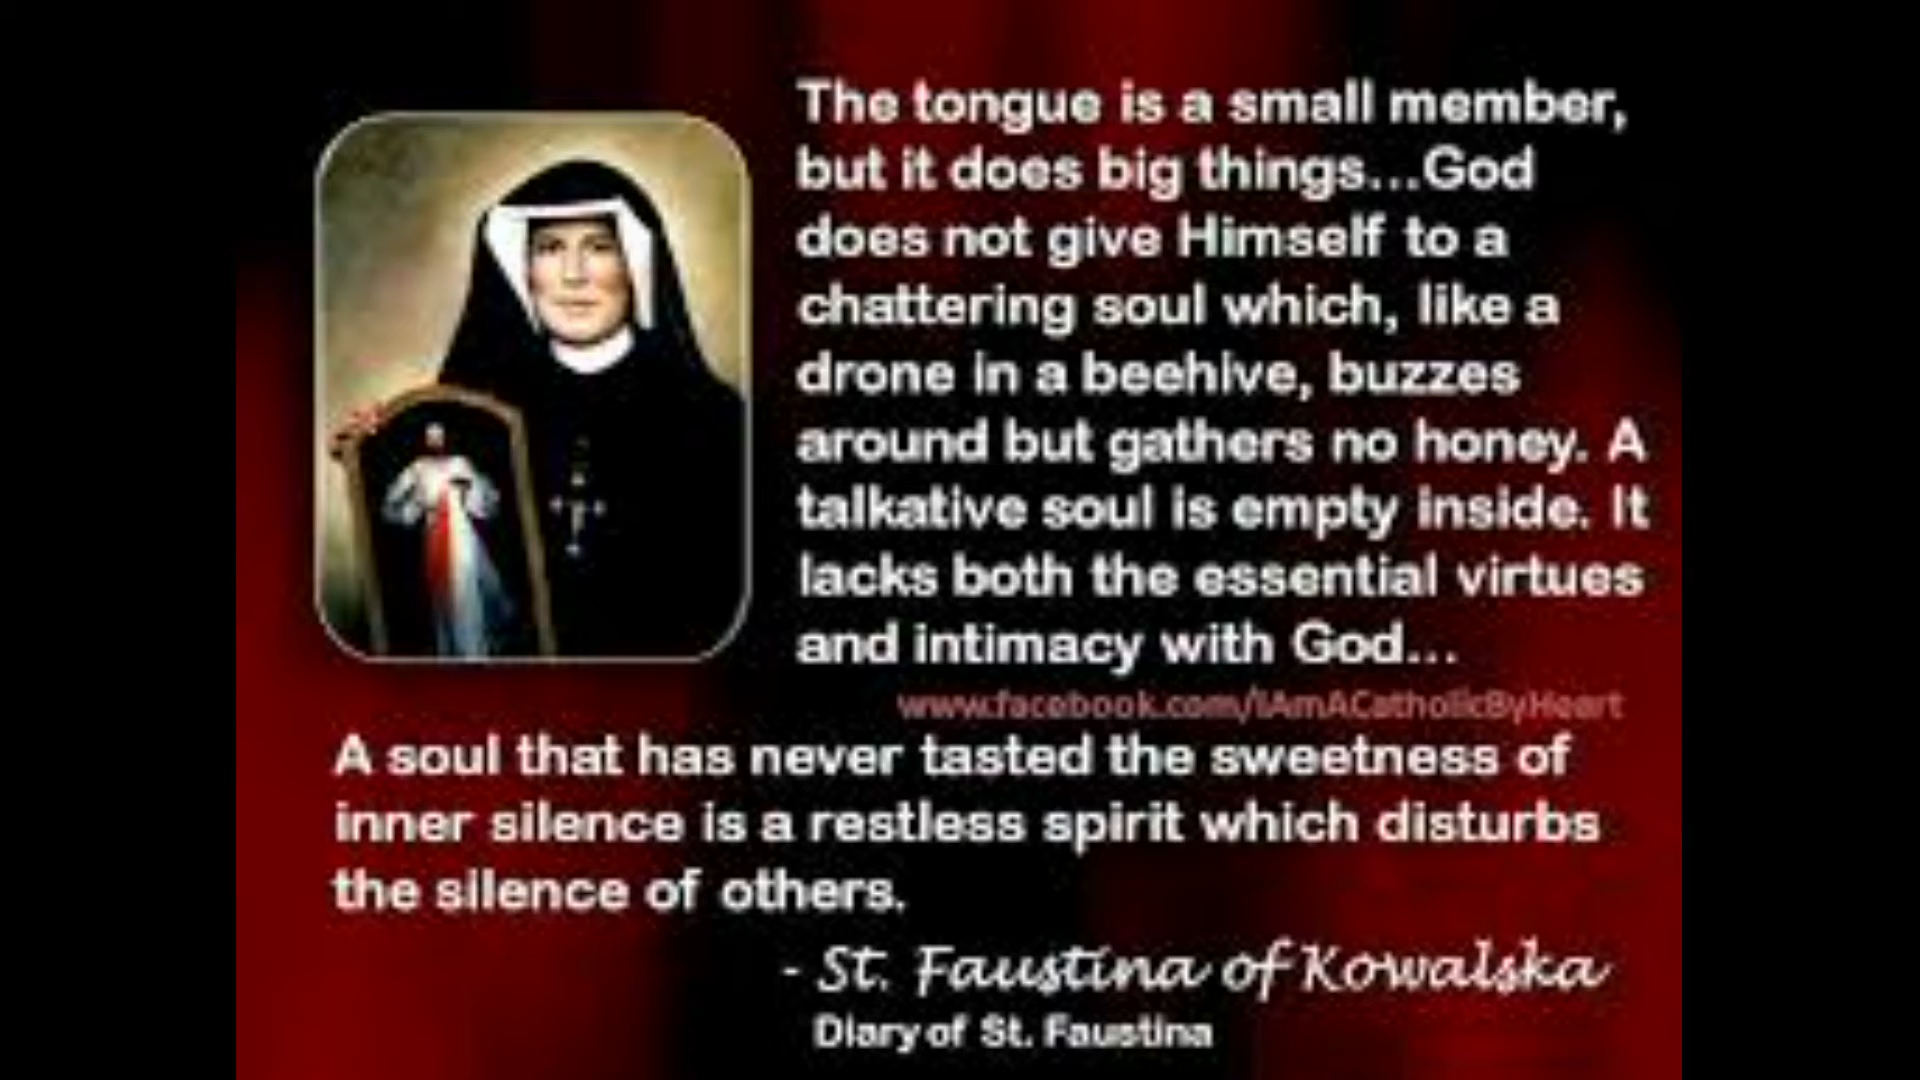 The tongue is a small member,
but it does big things...God
does not give Himself to a
chattering soul which, like a
drone in a beehive, buzzes
around but gathers no honey. A
talkative soul is empty inside. It
lacks both the essential virtues
and intimacy with God...
www.facebook.com/IAmACatholicByHeart
A soul that has never tasted the sweetness of
inner silence is a restless spirit which disturbs
the silence of others.
- St. Faustina of Kowalska
Diary of St. Faustina